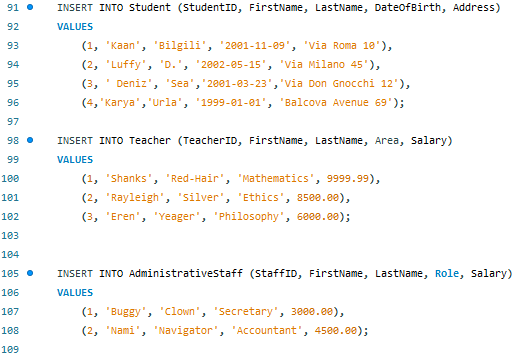 91 INSERT INTO Student (StudentID, FirstName, LastName, DateOfBirth, Address)
92 VALUES
93 (1, 'Kaan', 'Bilgili', '2001-11-09', 'Via Roma 10'),
94 (2, 'Luffy', 'D.', '2002-05-15', 'Via Milano 45'),
95 (3, ' Deniz', 'Sea','2001-03-23','Via Don Gnocchi 12'),
96 (4,'Karya','Urla', '1999-01-01', 'Balcova Avenue 69');
97
98 INSERT INTO Teacher (TeacherID, FirstName, LastName, Area, Salary)
99 VALUES
100 (1, 'Shanks', 'Red-Hair', 'Mathematics', 9999.99),
101 (2, 'Rayleigh', 'Silver', 'Ethics', 8500.00),
102 (3, 'Eren', 'Yeager', 'Philosophy', 6000.00);
103
104
105 INSERT INTO AdministrativeStaff (StaffID, FirstName, LastName, Role, Salary)
106 VALUES
107 (1, 'Buggy', 'Clown', 'Secretary', 3000.00),
108 (2, 'Nami', 'Navigator', 'Accountant', 4500.00);
109